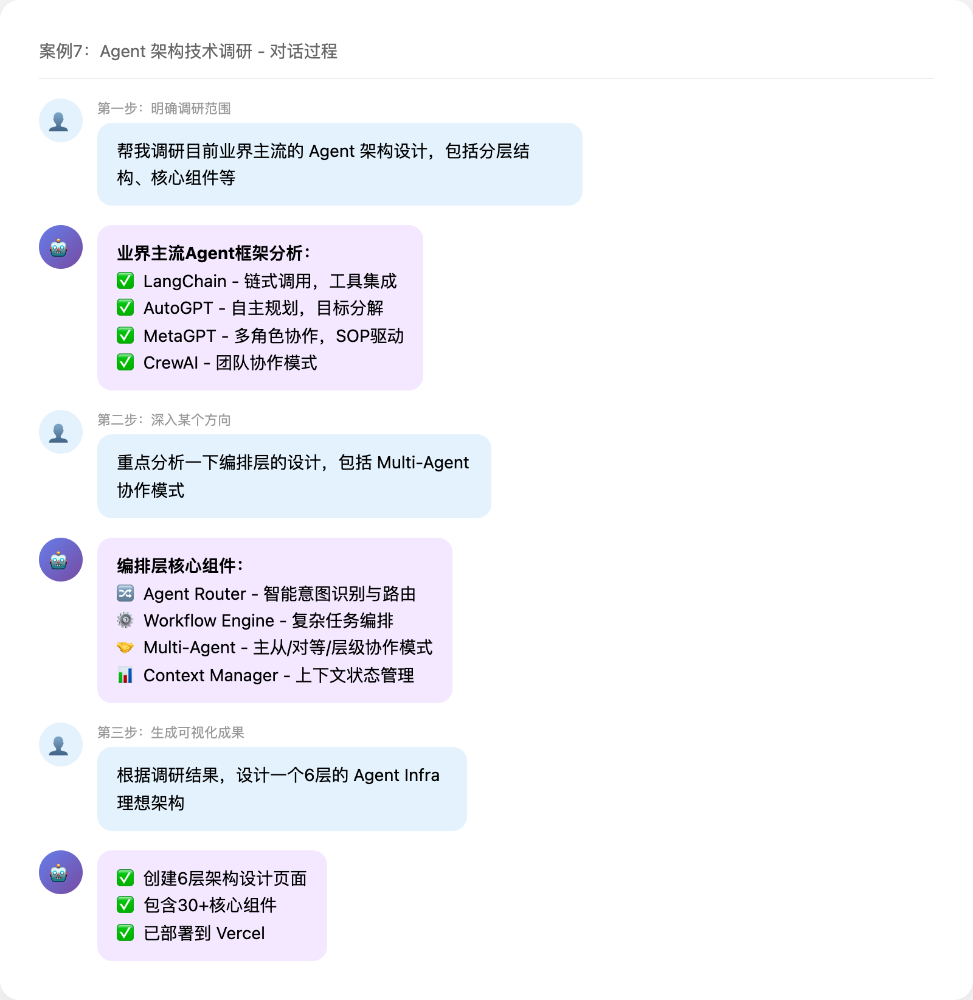 案例7：Agent 架构技术调研 - 对话过程
第一步：明确调研范围
帮我调研目前业界主流的 Agent 架构设计，包括分层结
构、核心组件等
业界主流Agent框架分析：
✅ LangChain - 链式调用，工具集成
✅ AutoGPT - 自主规划，目标分解
✅ MetaGPT - 多角色协作，SOP驱动
✅ CrewAI - 团队协作模式
第二步：深入某个方向
重点分析一下编排层的设计，包括 Multi-Agent
协作模式
编排层核心组件：
🔀 Agent Router - 智能意图识别与路由
⚙️ Workflow Engine - 复杂任务编排
🤝 Multi-Agent - 主从/对等/层级协作模式
📊 Context Manager - 上下文状态管理
第三步：生成可视化成果
根据调研结果，设计一个6层的 Agent Infra
理想架构
✅ 创建6层架构设计页面
✅ 包含30+核心组件
✅ 已部署到 Vercel